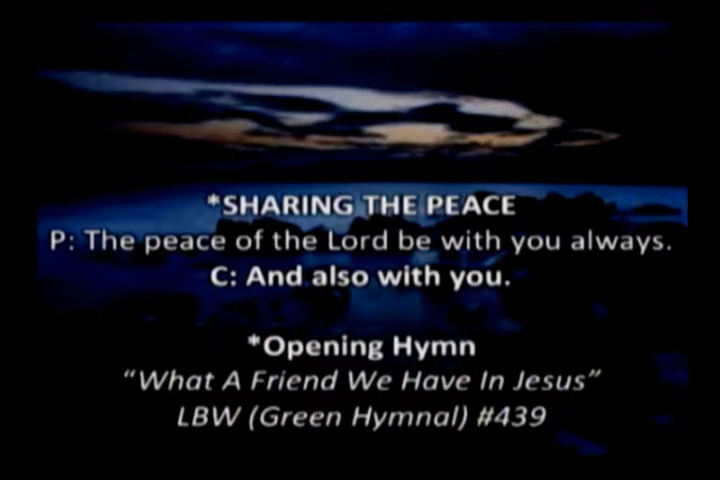 *SHARING THE PEACE
P: The peace of the Lord be with you always.
C: And also with you.
*Opening Hymn
“What A Friend We Have In Jesus”
LBW (Green Hymnal) #439